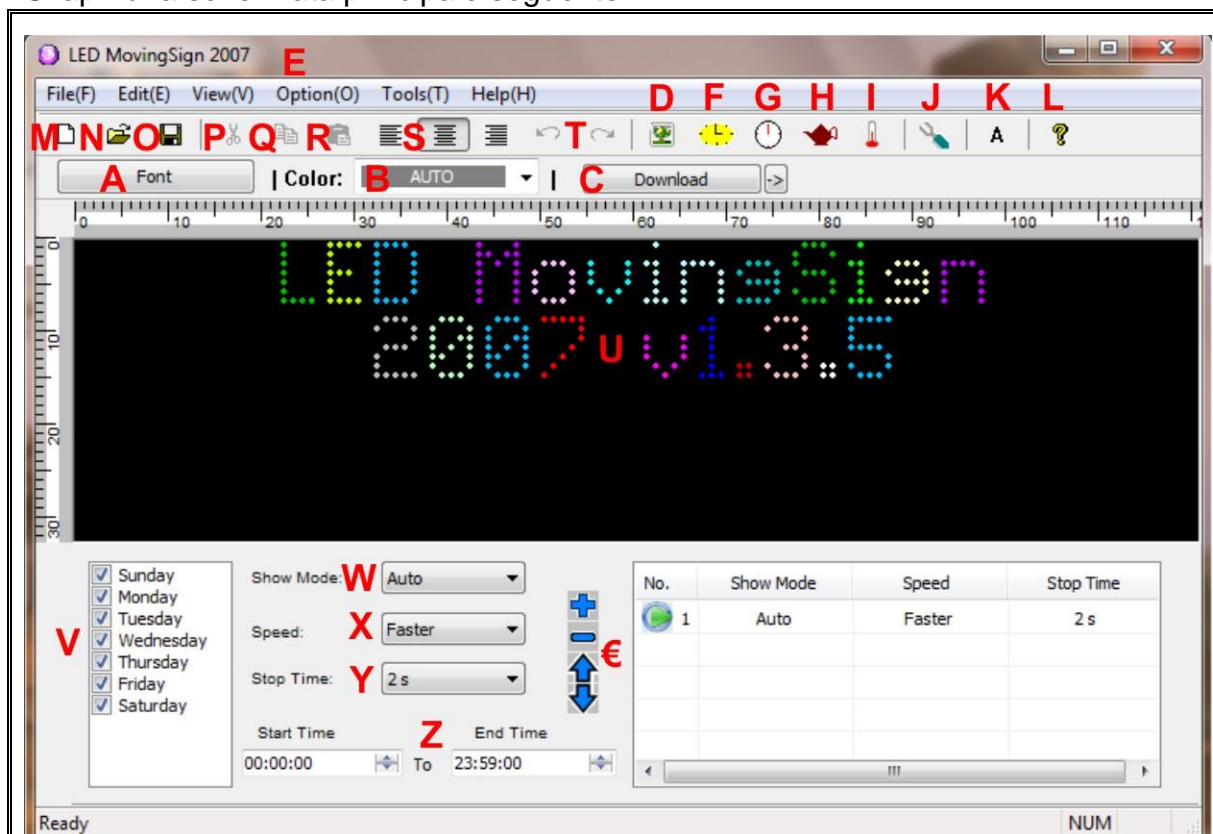 LED MovingSign 2007
E
File(F) Edit(E) View(V) Option(O) Tools(T) Help(H)
D F G H I J K L
M N O P Q R S T A
A Font | Color: B AUTO | C Download ->
0 10 20 30 40 50 60 70 80 90 100 110 1
0
10
20
30
LED MovingSign
2007 U v1.3.5
V
Sunday
Monday
Tuesday
Wednesday
Thursday
Friday
Saturday
Show Mode: W Auto
Speed: X Faster
Stop Time: Y 2 s
€
Start Time Z End Time
00:00:00 To 23:59:00
No. Show Mode Speed Stop Time
1 Auto Faster 2 s
Ready NUM